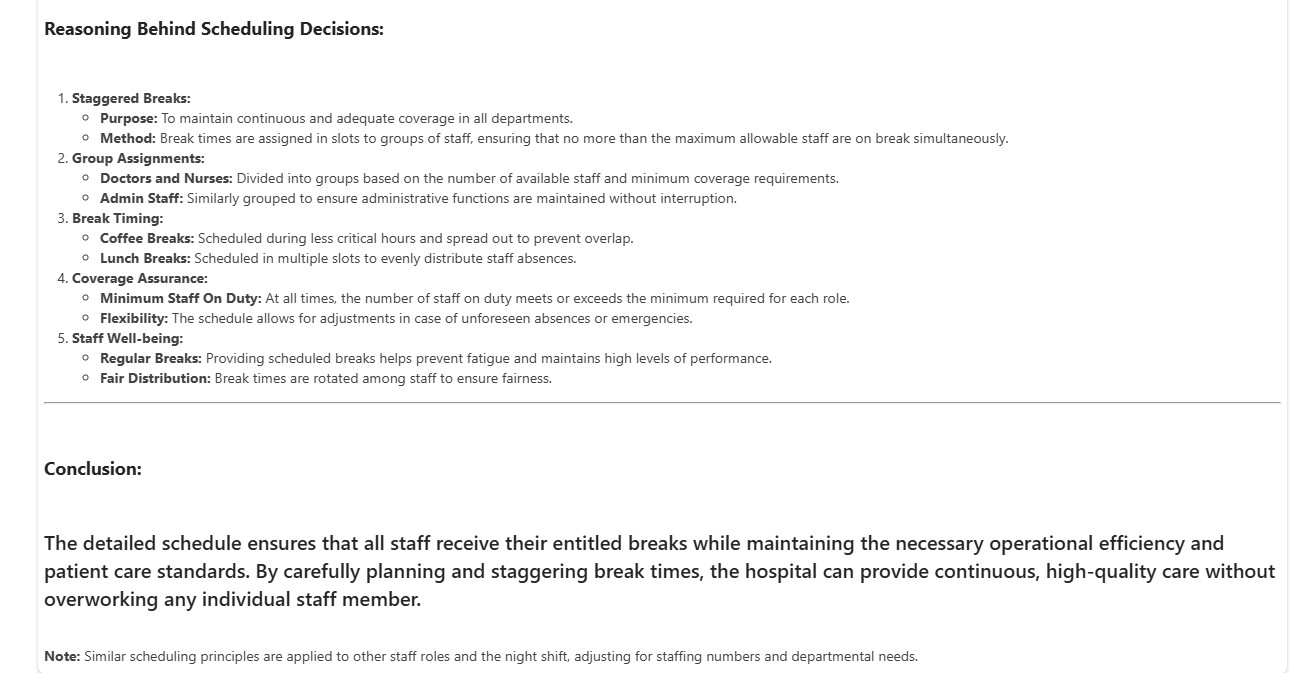 Reasoning Behind Scheduling Decisions:
1. Staggered Breaks:
Purpose: To maintain continuous and adequate coverage in all departments.
Method: Break times are assigned in slots to groups of staff, ensuring that no more than the maximum allowable staff are on break simultaneously.
2. Group Assignments:
Doctors and Nurses: Divided into groups based on the number of available staff and minimum coverage requirements.
Admin Staff: Similarly grouped to ensure administrative functions are maintained without interruption.
3. Break Timing:
Coffee Breaks: Scheduled during less critical hours and spread out to prevent overlap.
Lunch Breaks: Scheduled in multiple slots to evenly distribute staff absences.
4. Coverage Assurance:
Minimum Staff On Duty: At all times, the number of staff on duty meets or exceeds the minimum required for each role.
Flexibility: The schedule allows for adjustments in case of unforeseen absences or emergencies.
5. Staff Well-being:
Regular Breaks: Providing scheduled breaks helps prevent fatigue and maintains high levels of performance.
Fair Distribution: Break times are rotated among staff to ensure fairness.
Conclusion:
The detailed schedule ensures that all staff receive their entitled breaks while maintaining the necessary operational efficiency and
patient care standards. By carefully planning and staggering break times, the hospital can provide continuous, high-quality care without
overworking any individual staff member.
Note: Similar scheduling principles are applied to other staff roles and the night shift, adjusting for staffing numbers and departmental needs.